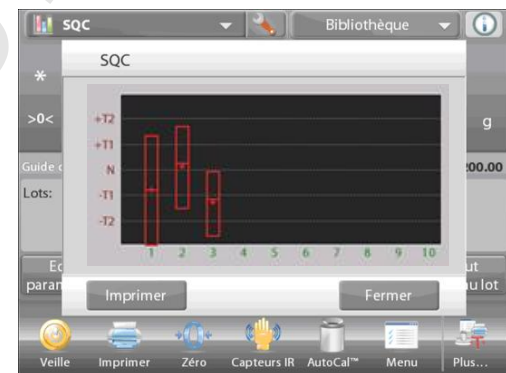 SQC
Bibliothèque
SQC
*
>0<
g
+T2
+T1
N
-T1
-T2
Guide
200.00
Lots:
1 2 3 4 5 6 7 8 9 10
Imprimer
Fermer
Veille
Imprimer
Zéro
Capteurs IR
AutoCal™
Menu
Plus...